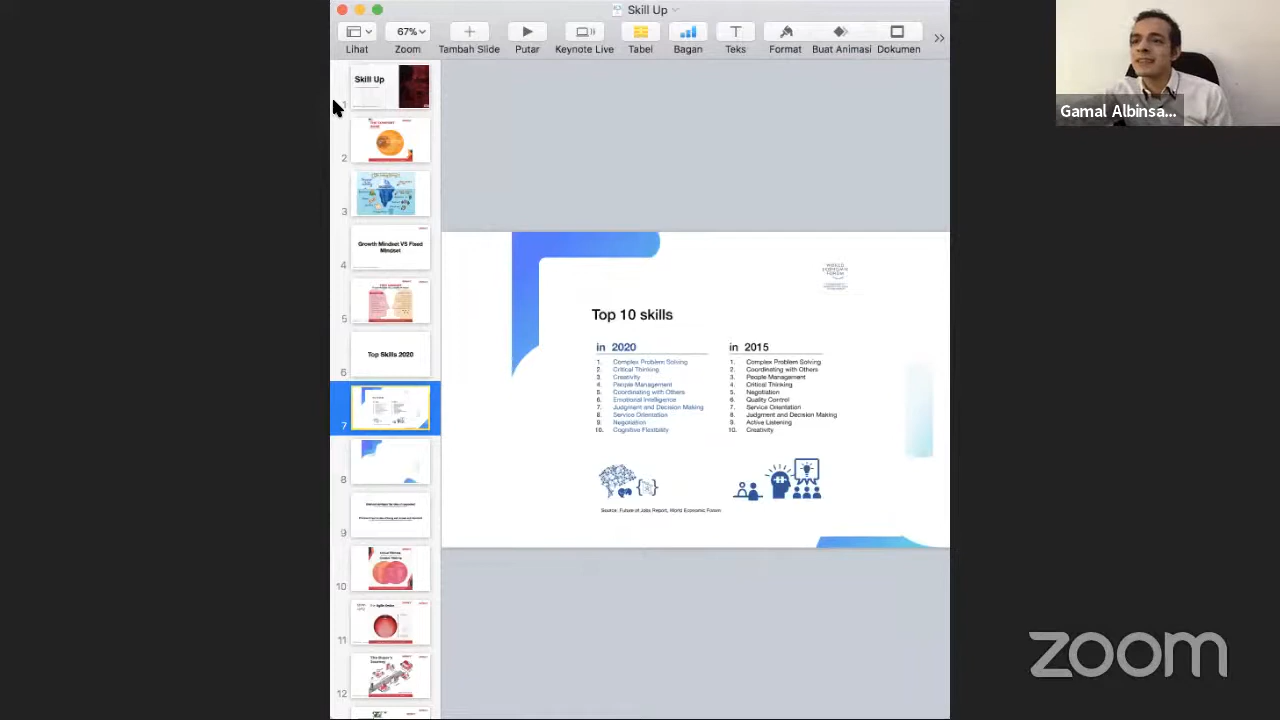 Skill Up
67%
Lihat
Zoom
Tambah Slide
Putar
Keynote Live
Tabel
Bagan
T
Teks
Format
Buat Animasi
Dokumen
Gamal Albinsa...
Skill Up
1
2
3
Growth Mindset VS Fixed
Mindset
4
5
Top Skills 2020
6
7
8
9
10
11
12
WORLD
ECONOMIC
FORUM
Top 10 skills
in 2020
1. Complex Problem Solving
2. Critical Thinking
3. Creativity
4. People Management
5. Coordinating with Others
6. Emotional Intelligence
7. Judgment and Decision Making
8. Service Orientation
9. Negotiation
10. Cognitive Flexibility
in 2015
1. Complex Problem Solving
2. Coordinating with Others
3. People Management
4. Critical Thinking
5. Negotiation
6. Quality Control
7. Service Orientation
8. Judgment and Decision Making
9. Active Listening
10. Creativity
Source: Future of Jobs Report, World Economic Forum
zoom